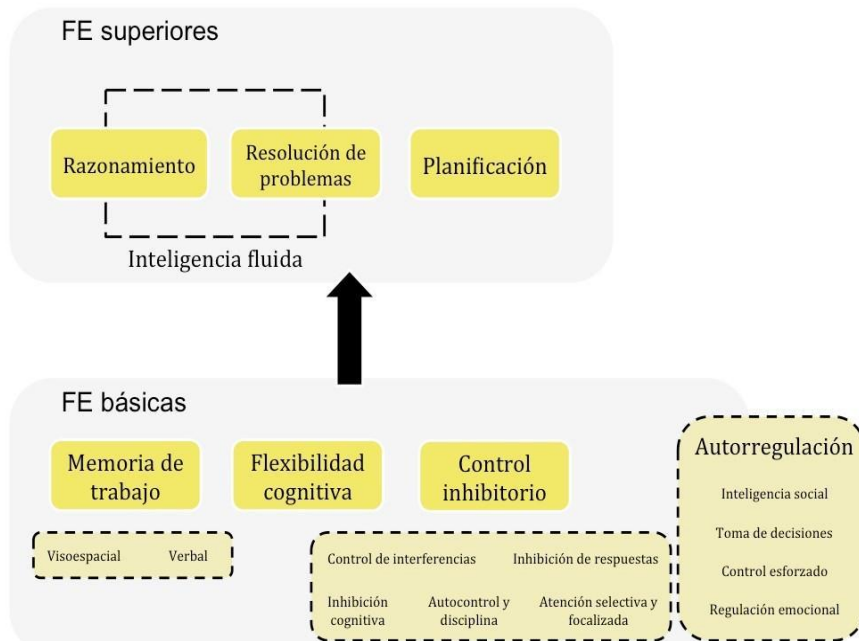 FE superiores
Razonamiento
Resolución de
problemas
Planificación
Inteligencia fluida
FE básicas
Memoria de
trabajo
Flexibilidad
cognitiva
Control
inhibitorio
Visoespacial
Verbal
Control de interferencias
Inhibición de respuestas
Inhibición
cognitiva
Autocontrol y
disciplina
Atención selectiva y
focalizada
Autorregulación
Inteligencia social
Toma de decisiones
Control esforzado
Regulación emocional